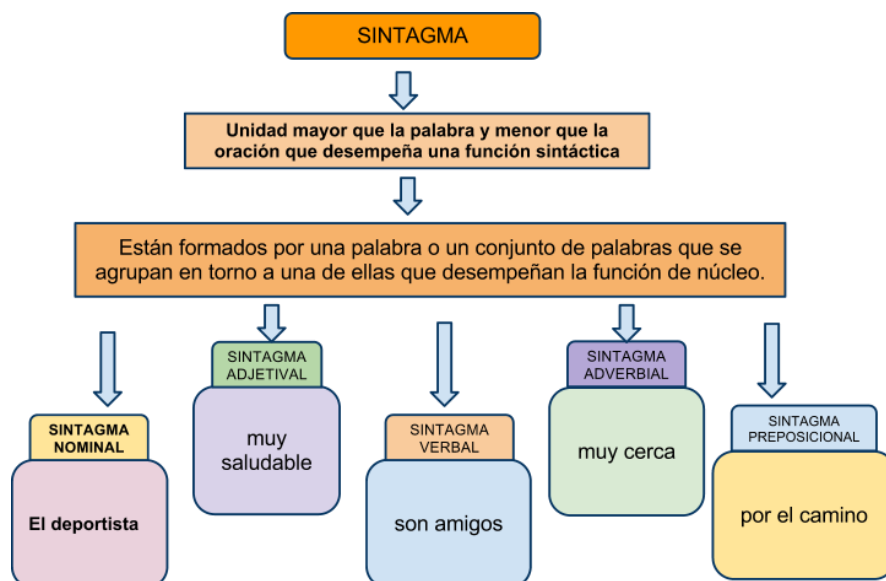 SINTAGMA
Unidad mayor que la palabra y menor que la
oración que desempeña una función sintáctica
Están formados por una palabra o un conjunto de palabras que se
agrupan en torno a una de ellas que desempeñan la función de núcleo.
SINTAGMA
NOMINAL
El deportista
SINTAGMA
ADJETIVAL
muy
saludable
SINTAGMA
VERBAL
son amigos
SINTAGMA
ADVERBIAL
muy cerca
SINTAGMA
PREPOSICIONAL
por el camino